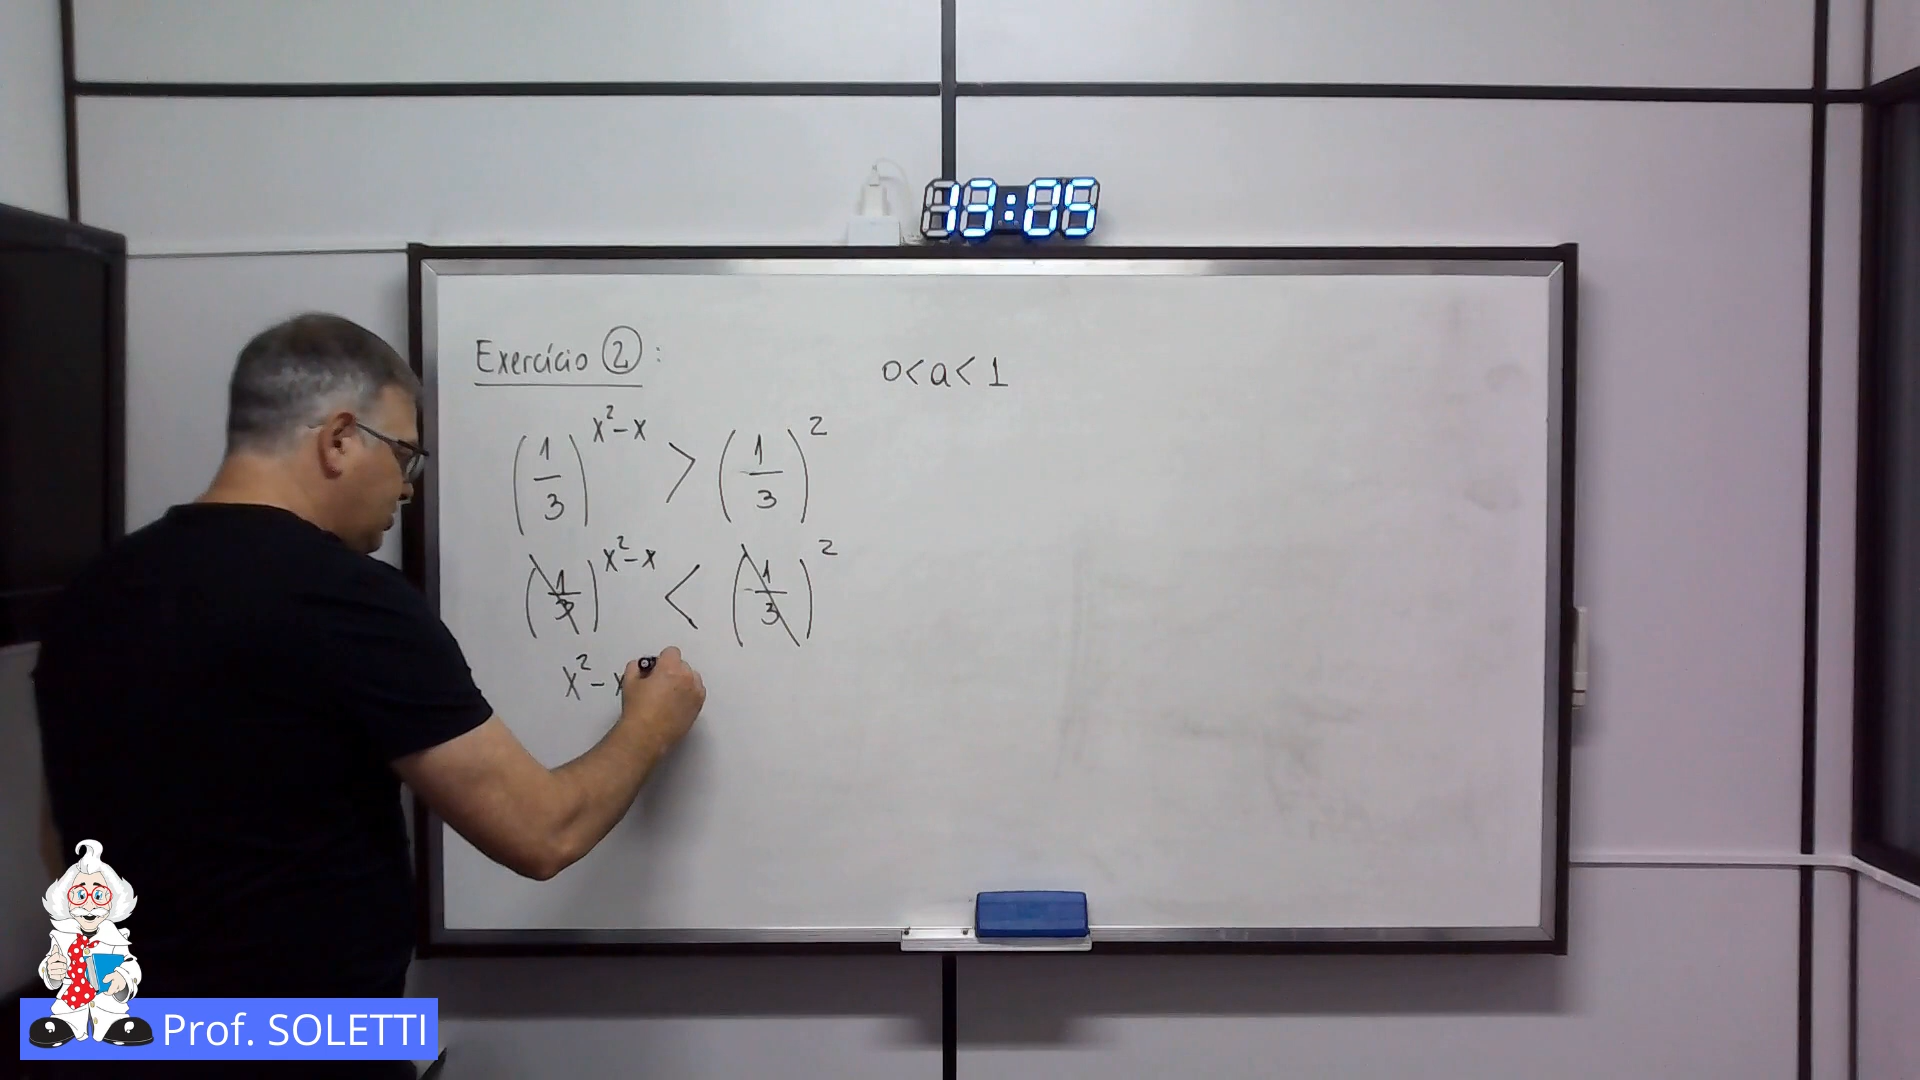 13:05
Exercício 2:
0<a<1
(1/3)^x²-x > (1/3)^2
(1/3)^x²-x < (1/3)^2
x²-x
Prof. SOLETTI